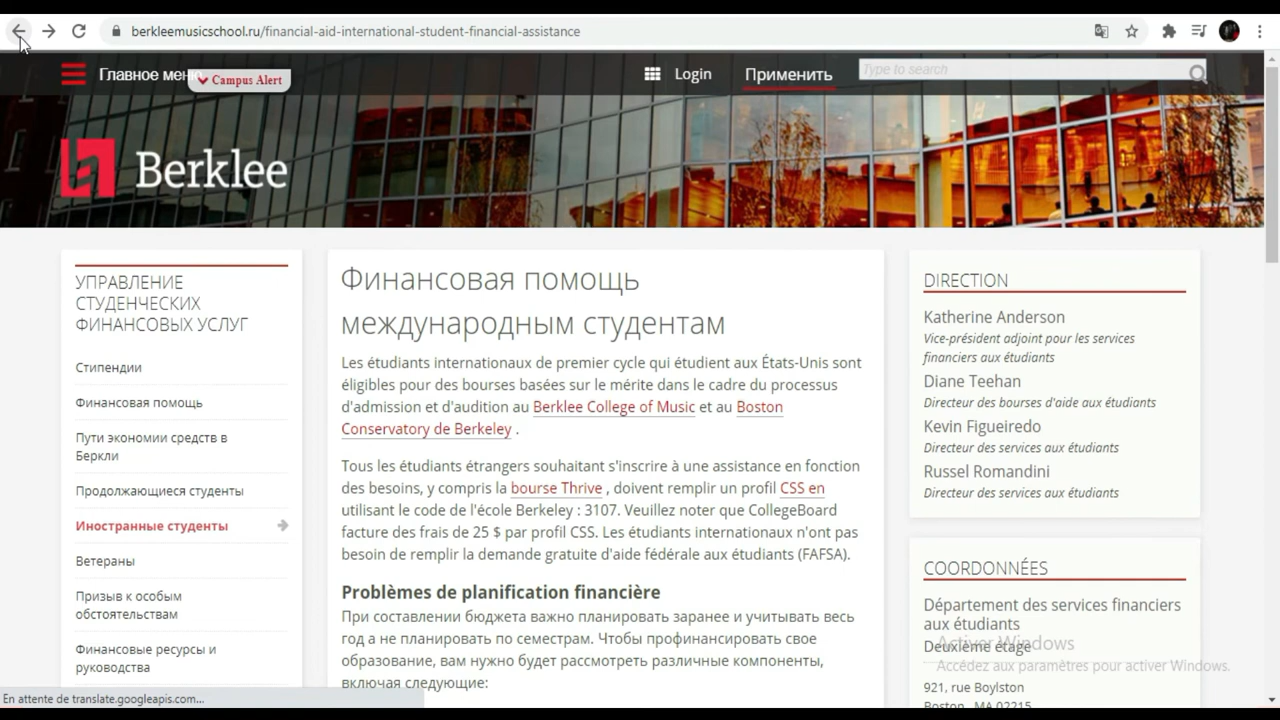 berkleemusicschool.ru/financial-aid-international-student-financial-assistance
Главное меню
Campus Alert
Login
Применить
Type to search
Berklee
УПРАВЛЕНИЕ
СТУДЕНЧЕСКИХ
ФИНАНСОВЫХ УСЛУГ
Стипендии
Финансовая помощь
Пути экономии средств в
Беркли
Продолжающиеся студенты
Иностранные студенты
Ветераны
Призыв к особым
обстоятельствам
Финансовые ресурсы и
руководства
Финансовая помощь
международным студентам
Les étudiants internationaux de premier cycle qui étudient aux États-Unis sont
éligibles pour des bourses basées sur le mérite dans le cadre du processus
d'admission et d'audition au Berklee College of Music et au Boston
Conservatory de Berkeley .
Tous les étudiants étrangers souhaitant s'inscrire à une assistance en fonction
des besoins, y compris la bourse Thrive , doivent remplir un profil CSS en
utilisant le code de l'école Berkeley : 3107. Veuillez noter que CollegeBoard
facture des frais de 25 $ par profil CSS. Les étudiants internationaux n'ont pas
besoin de remplir la demande gratuite d'aide fédérale aux étudiants (FAFSA).
Problèmes de planification financière
При составлении бюджета важно планировать заранее и учитывать весь
год а не планировать по семестрам. Чтобы профинансировать свое
образование, вам нужно будет рассмотреть различные компоненты,
включая следующие:
DIRECTION
Katherine Anderson
Vice-président adjoint pour les services
financiers aux étudiants
Diane Teehan
Directeur des bourses d'aide aux étudiants
Kevin Figueiredo
Directeur des services aux étudiants
Russel Romandini
Directeur des services aux étudiants
COORDONNÉES
Département des services financiers
aux étudiants
Deuxième étage
921, rue Boylston
Boston, MA 02215
Activer Windows
Accédez aux paramètres pour activer Windows.
En attente de translate.googleapis.com...